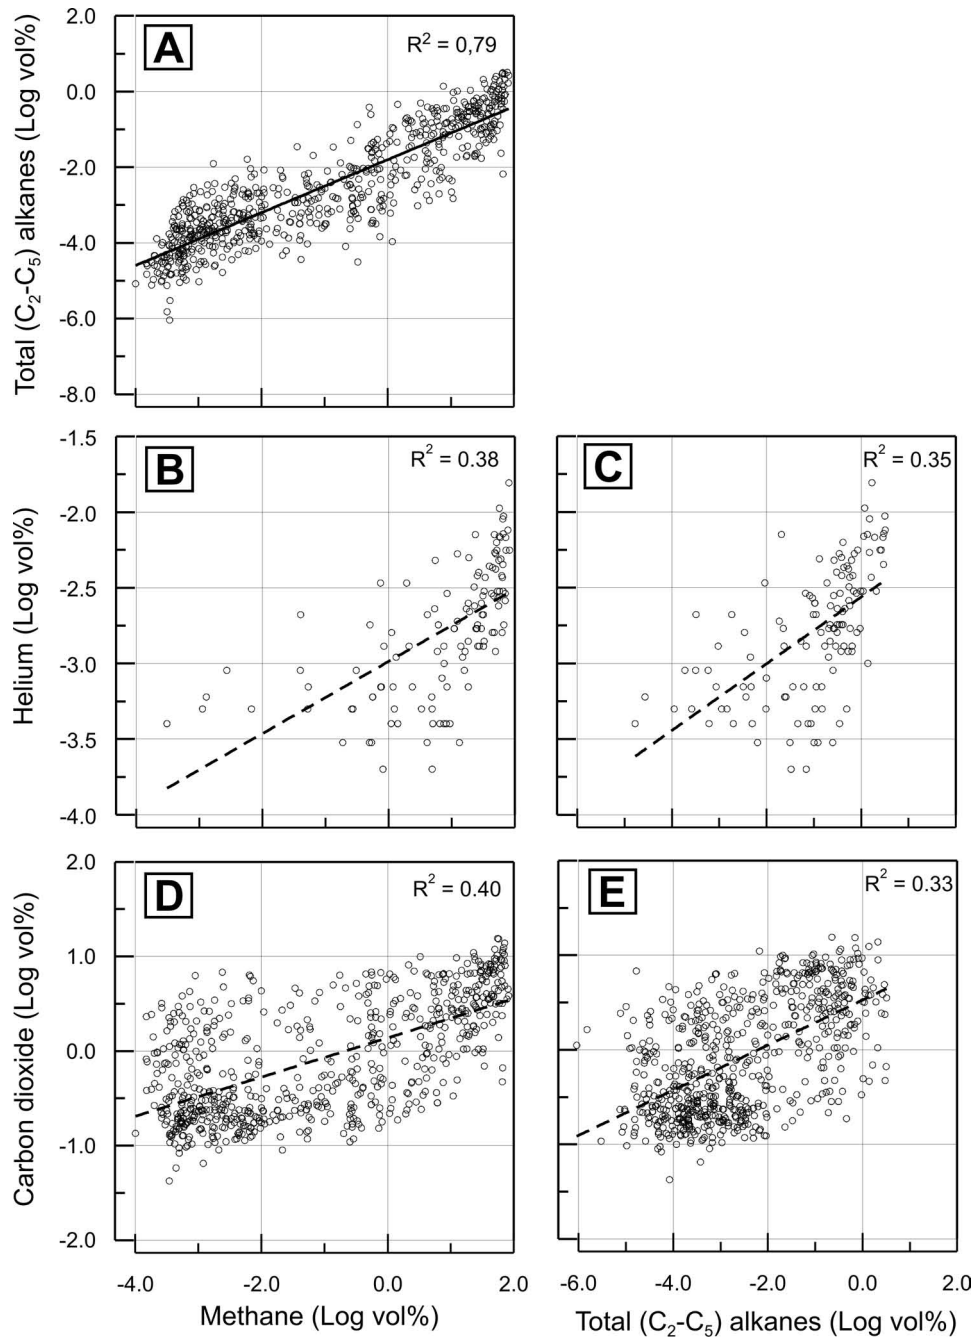 A
R² = 0,79
2.0
0.0
-2.0
-4.0
-6.0
-8.0
Total (C₂-C₅) alkanes (Log vol%)
B
R² = 0.38
-1.5
-2.0
-2.5
-3.0
-3.5
-4.0
Helium (Log vol%)
C
R² = 0.35
D
R² = 0.40
2.0
1.0
0.0
-1.0
-2.0
Carbon dioxide (Log vol%)
-4.0 -2.0 0.0 2.0
Methane (Log vol%)
E
R² = 0.33
-6.0 -4.0 -2.0 0.0 2.0
Total (C₂-C₅) alkanes (Log vol%)